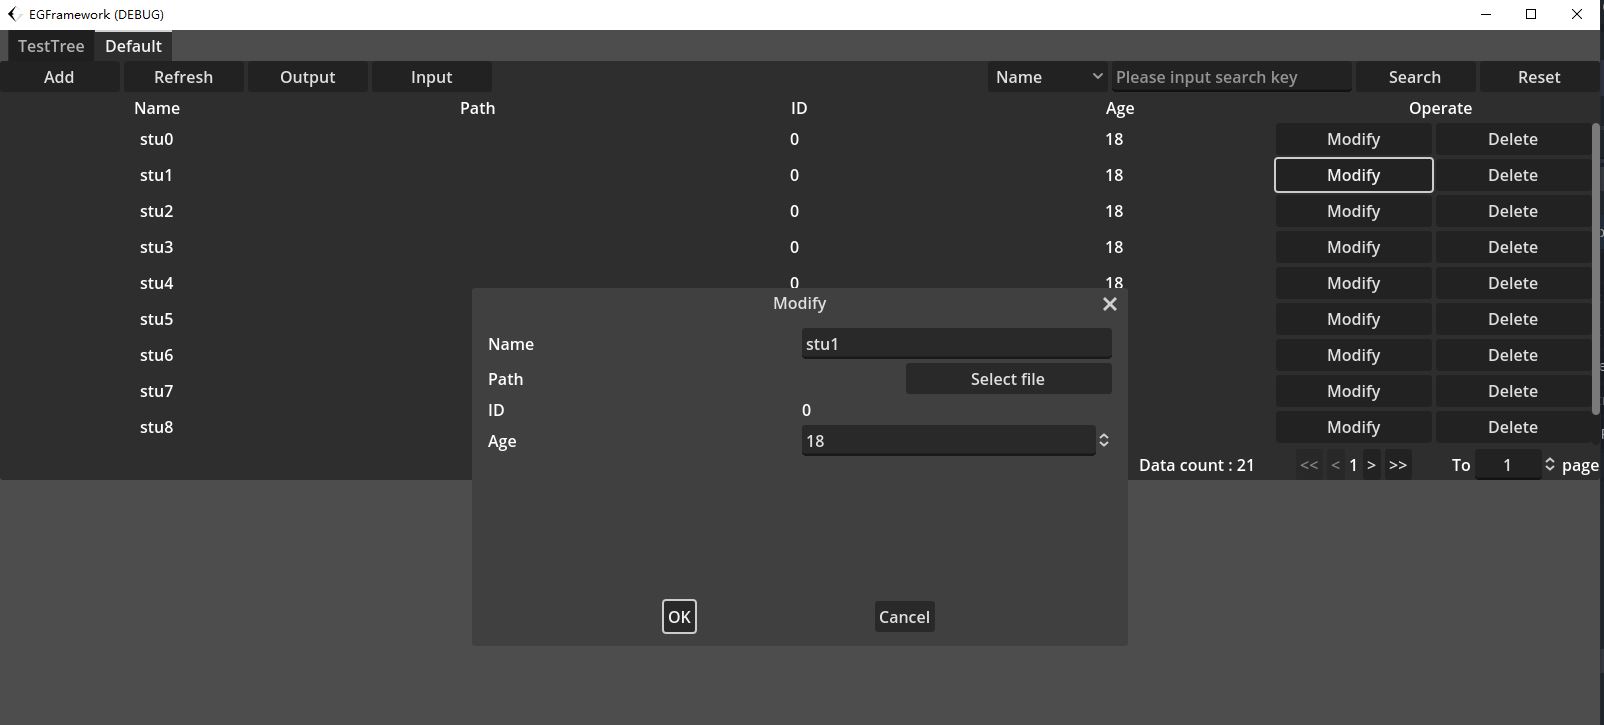 EGFramework (DEBUG)
TestTree Default
Add Refresh Output Input Name Please input search key Search Reset
Name Path ID Age Operate
stu0 0 18 Modify Delete
stu1 0 18 Modify Delete
stu2 0 18 Modify Delete
stu3 0 18 Modify Delete
stu4 0 18 Modify Delete
stu5 Modify Delete
stu6 Modify Delete
stu7 Modify Delete
stu8 Modify Delete
Data count : 21 << < 1 > >> To 1 page
Modify
Name stu1
Path Select file
ID 0
Age 18
OK Cancel